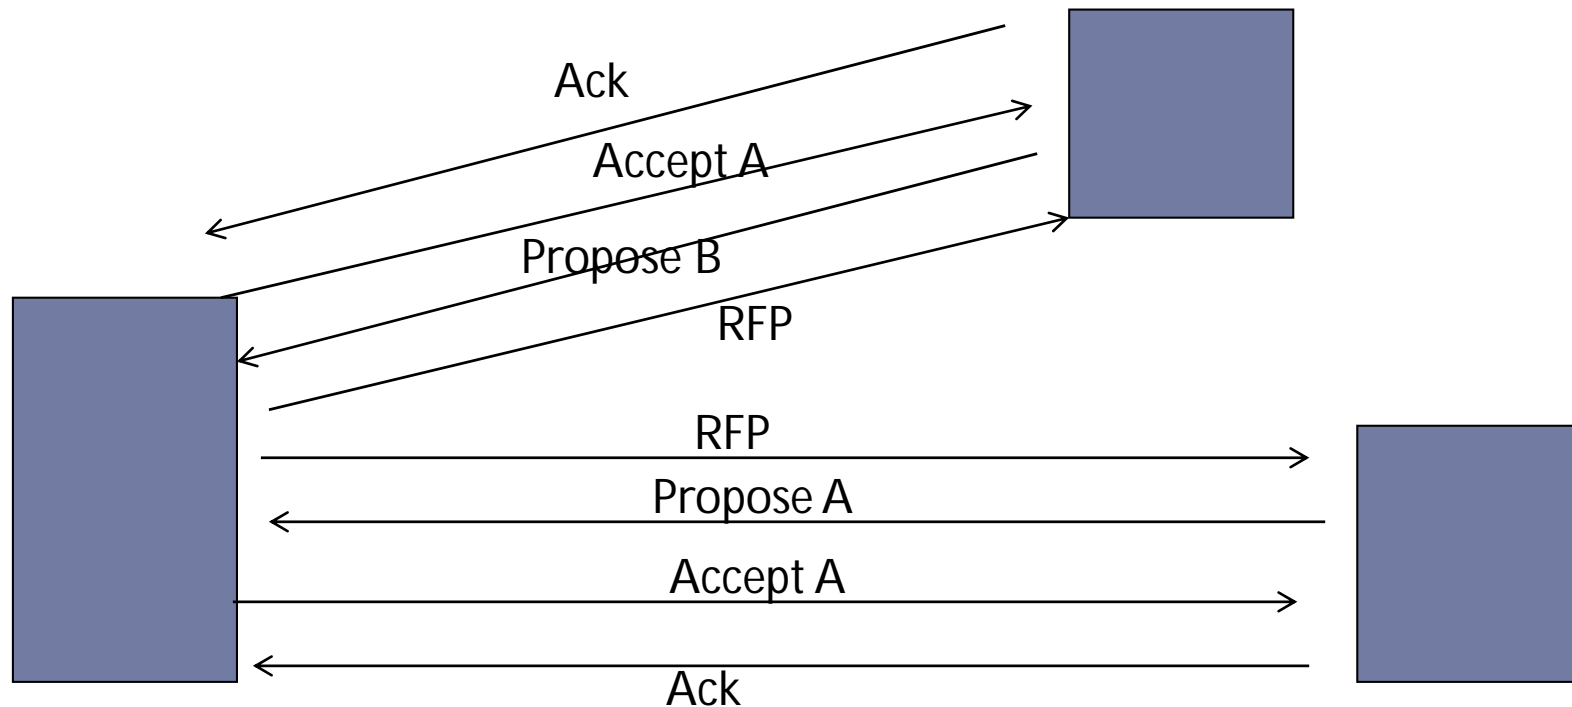 Ack
Accept A
Propose B
RFP
RFP
Propose A
Accept A
Ack